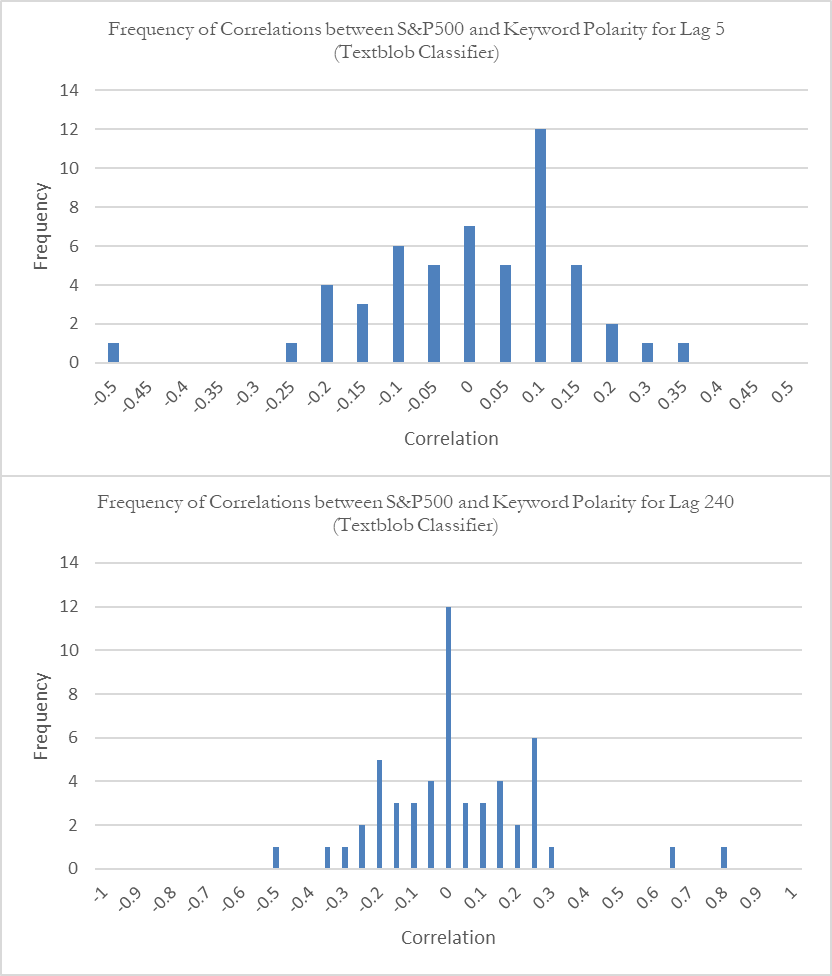 Frequency of Correlations between S&P500 and Keyword Polarity for Lag 5
(Textblob Classifier)
14
12
10
8
6
4
2
0
Frequency
-0.5 -0.45 -0.4 -0.35 -0.3 -0.25 -0.2 -0.15 -0.1 -0.05 0 0.05 0.1 0.15 0.2 0.3 0.35 0.4 0.45 0.5
Correlation
Frequency of Correlations between S&P500 and Keyword Polarity for Lag 240
(Textblob Classifier)
14
12
10
8
6
4
2
0
Frequency
-1 -0.9 -0.8 -0.7 -0.6 -0.5 -0.4 -0.3 -0.2 -0.1 0 0.1 0.2 0.3 0.4 0.5 0.6 0.7 0.8 0.9 1
Correlation